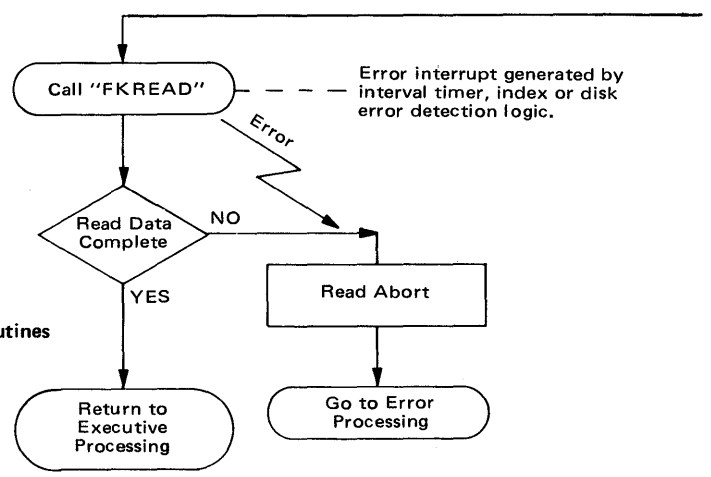 Call "FKREAD"
Error interrupt generated by
interval timer, index or disk
error detection logic.
Error
Read Data
Complete
NO
YES
Read Abort
Return to
Executive
Processing
Go to Error
Processing